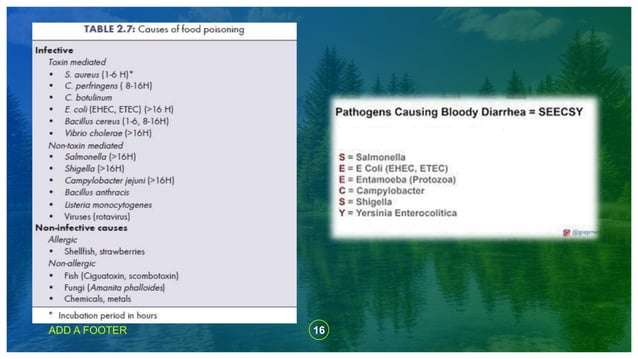 TABLE 2.7: Causes of food poisoning
Infective
Toxin mediated
• S. aureus (1-6 H)*
• C. perfringens ( 8-16H)
• C. botulinum
• E. coli (EHEC, ETEC) (>16 H)
• Bacillus cereus (1-6, 8-16H)
• Vibrio cholerae (>16H)
Non-toxin mediated
• Salmonella (>16H)
• Shigella (>16H)
• Campylobacter jejuni (>16H)
• Bacillus anthracis
• Listeria monocytogenes
• Viruses (rotavirus)
Non-infective causes
Allergic
• Shellfish, strawberries
Non-allergic
• Fish (Ciguatoxin, scombotoxin)
• Fungi (Amanita phalloides)
• Chemicals, metals
* Incubation period in hours
Pathogens Causing Bloody Diarrhea = SEECSY
S = Salmonella
E = E Coli (EHEC, ETEC)
E = Entamoeba (Protozoa)
C = Campylobacter
S = Shigella
Y = Yersinia Enterocolitica
ADD A FOOTER
16